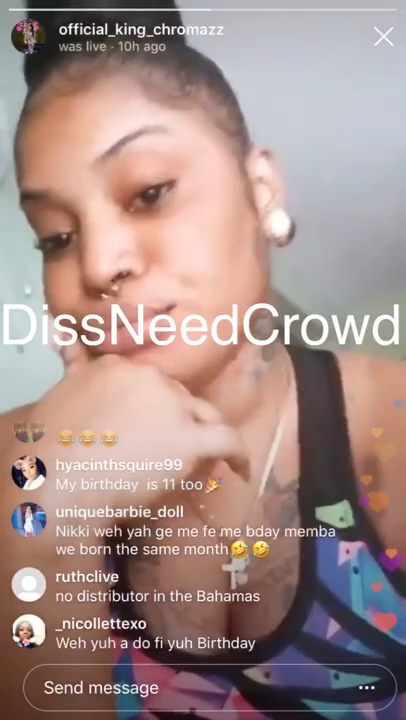 official_king_chromazz
was live · 10h ago
DissNeedCrowd
😂 😂 😂
hyacinthsquire99
My birthday is 11 too 🎉
uniquebarbie_doll
Nikki weh yah ge me fe me bday memba
we born the same month🤣🤣
ruthclive
no distributor in the Bahamas
_nicollettexo
Weh yuh a do fi yuh Birthday
Send message